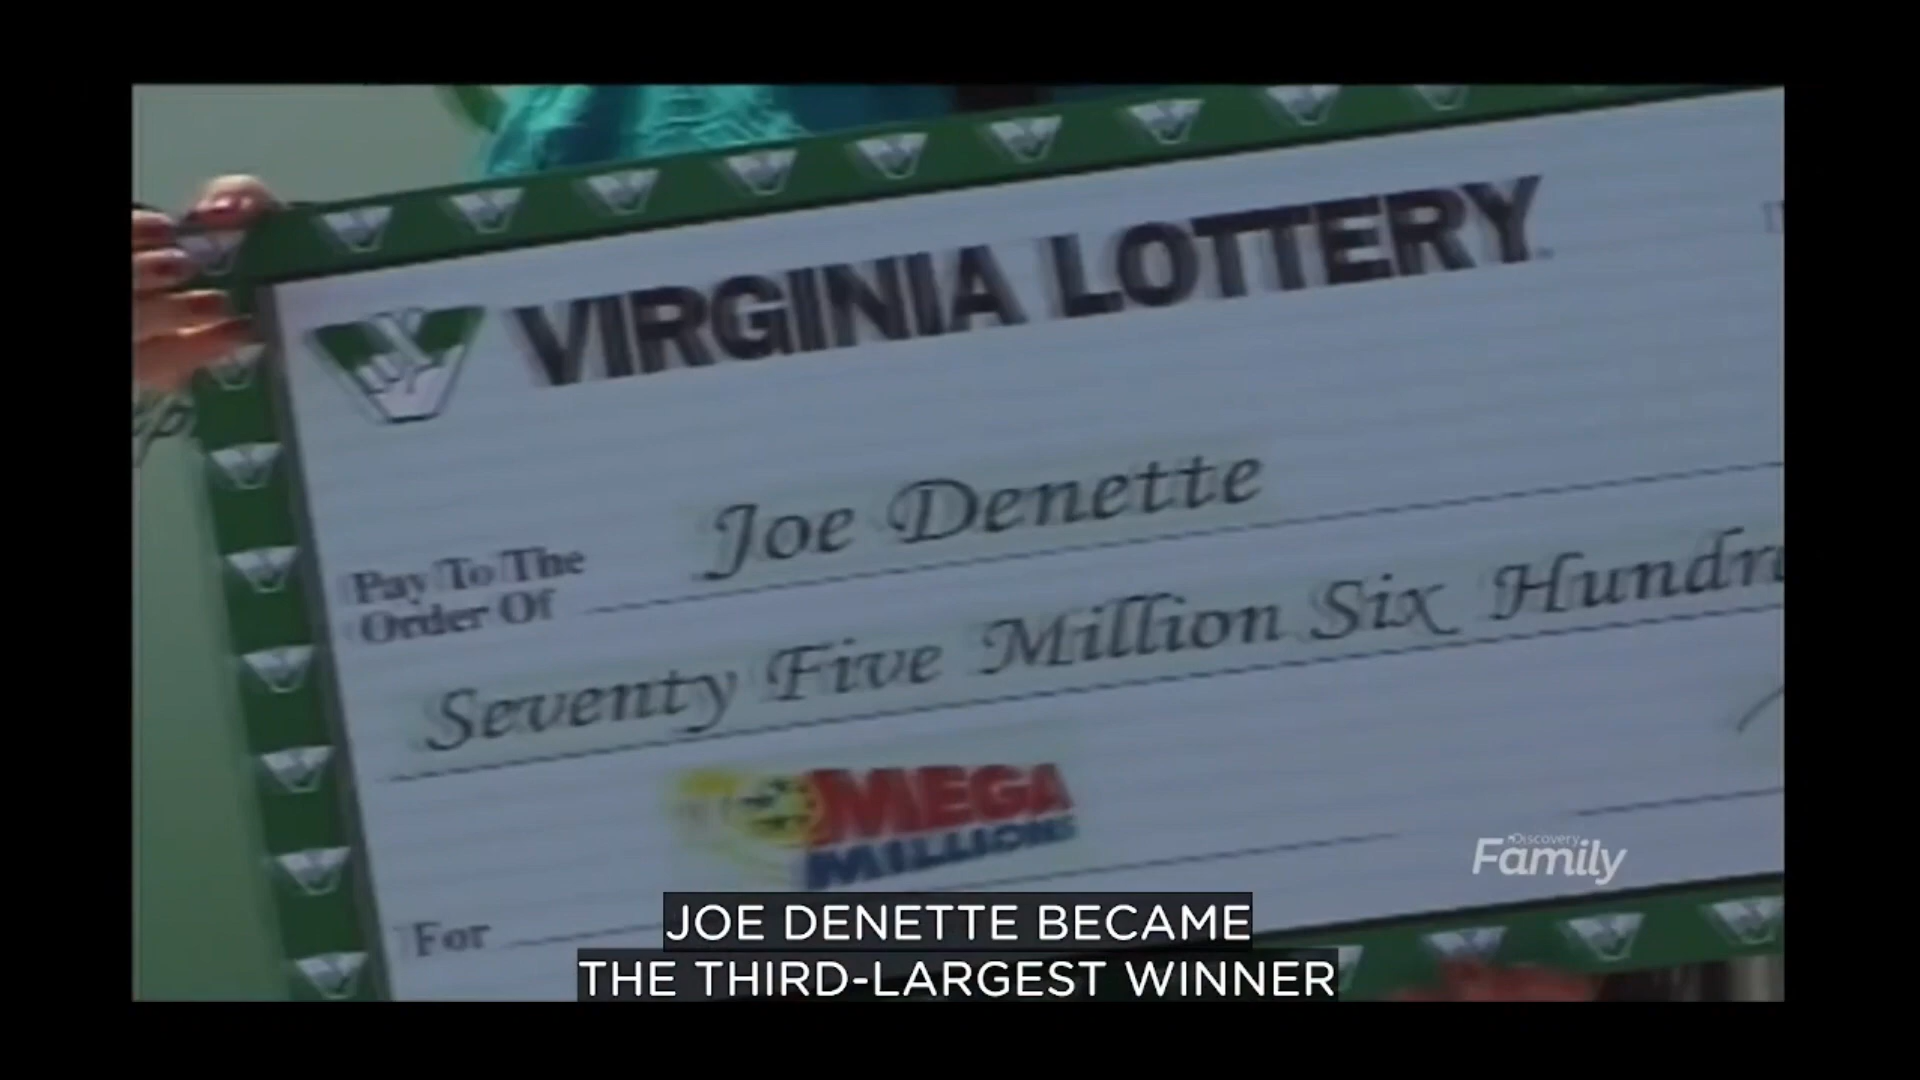 VIRGINIA LOTTERY
Joe Denette
Pay To The
Order Of
Seventy Five Million Six
MEGA
MILLIONS
For
Discovery
Family
JOE DENETTE BECAME
THE THIRD-LARGEST WINNER